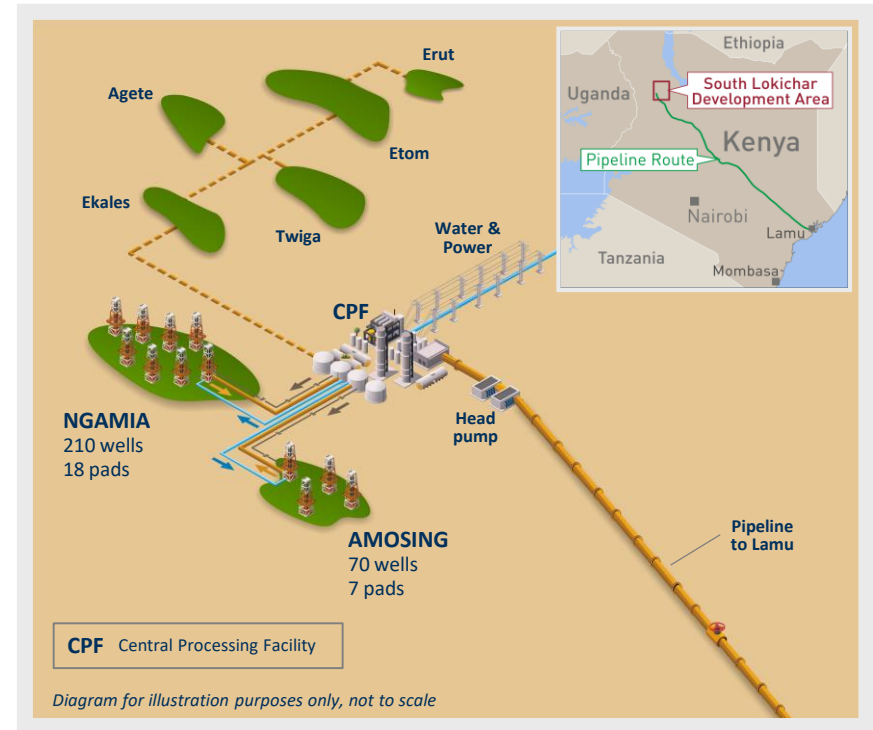 Erut
Agete
Etom
Ekales
Twiga
Water &
Power
CPF
NGAMIA
210 wells
18 pads
Head
pump
AMOSING
70 wells
7 pads
Pipeline
to Lamu
CPF Central Processing Facility
Diagram for illustration purposes only, not to scale
Ethiopia
Uganda
South Lokichar
Development Area
Kenya
Pipeline Route
Nairobi
Lamu
Tanzania
Mombasa